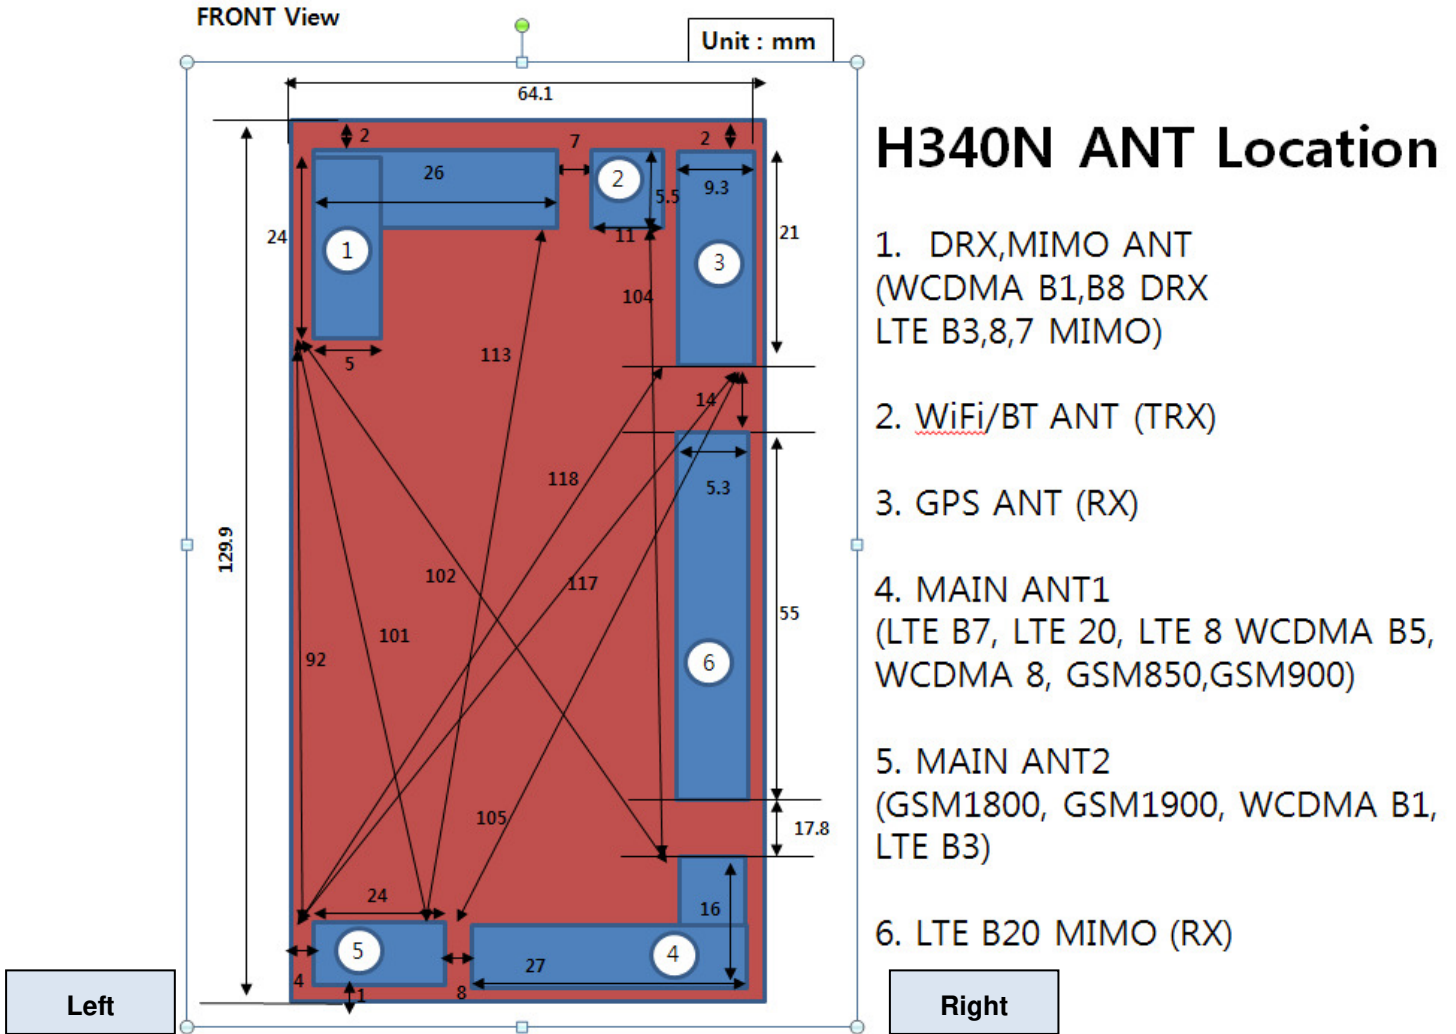 FRONT View
Unit : mm
64.1
2
7
2
26
2
9.3
5.5
24
11
21
1
3
104
113
5
14
118
5.3
129.9
102
117
55
101
92
6
105
17.8
24
16
5
4
27
4
1
8
H340N ANT Location
1. DRX,MIMO ANT
(WCDMA B1,B8 DRX
LTE B3,8,7 MIMO)
2. WiFi/BT ANT (TRX)
3. GPS ANT (RX)
4. MAIN ANT1
(LTE B7, LTE 20, LTE 8 WCDMA B5,
WCDMA 8, GSM850,GSM900)
5. MAIN ANT2
(GSM1800, GSM1900, WCDMA B1,
LTE B3)
6. LTE B20 MIMO (RX)
Left
Right